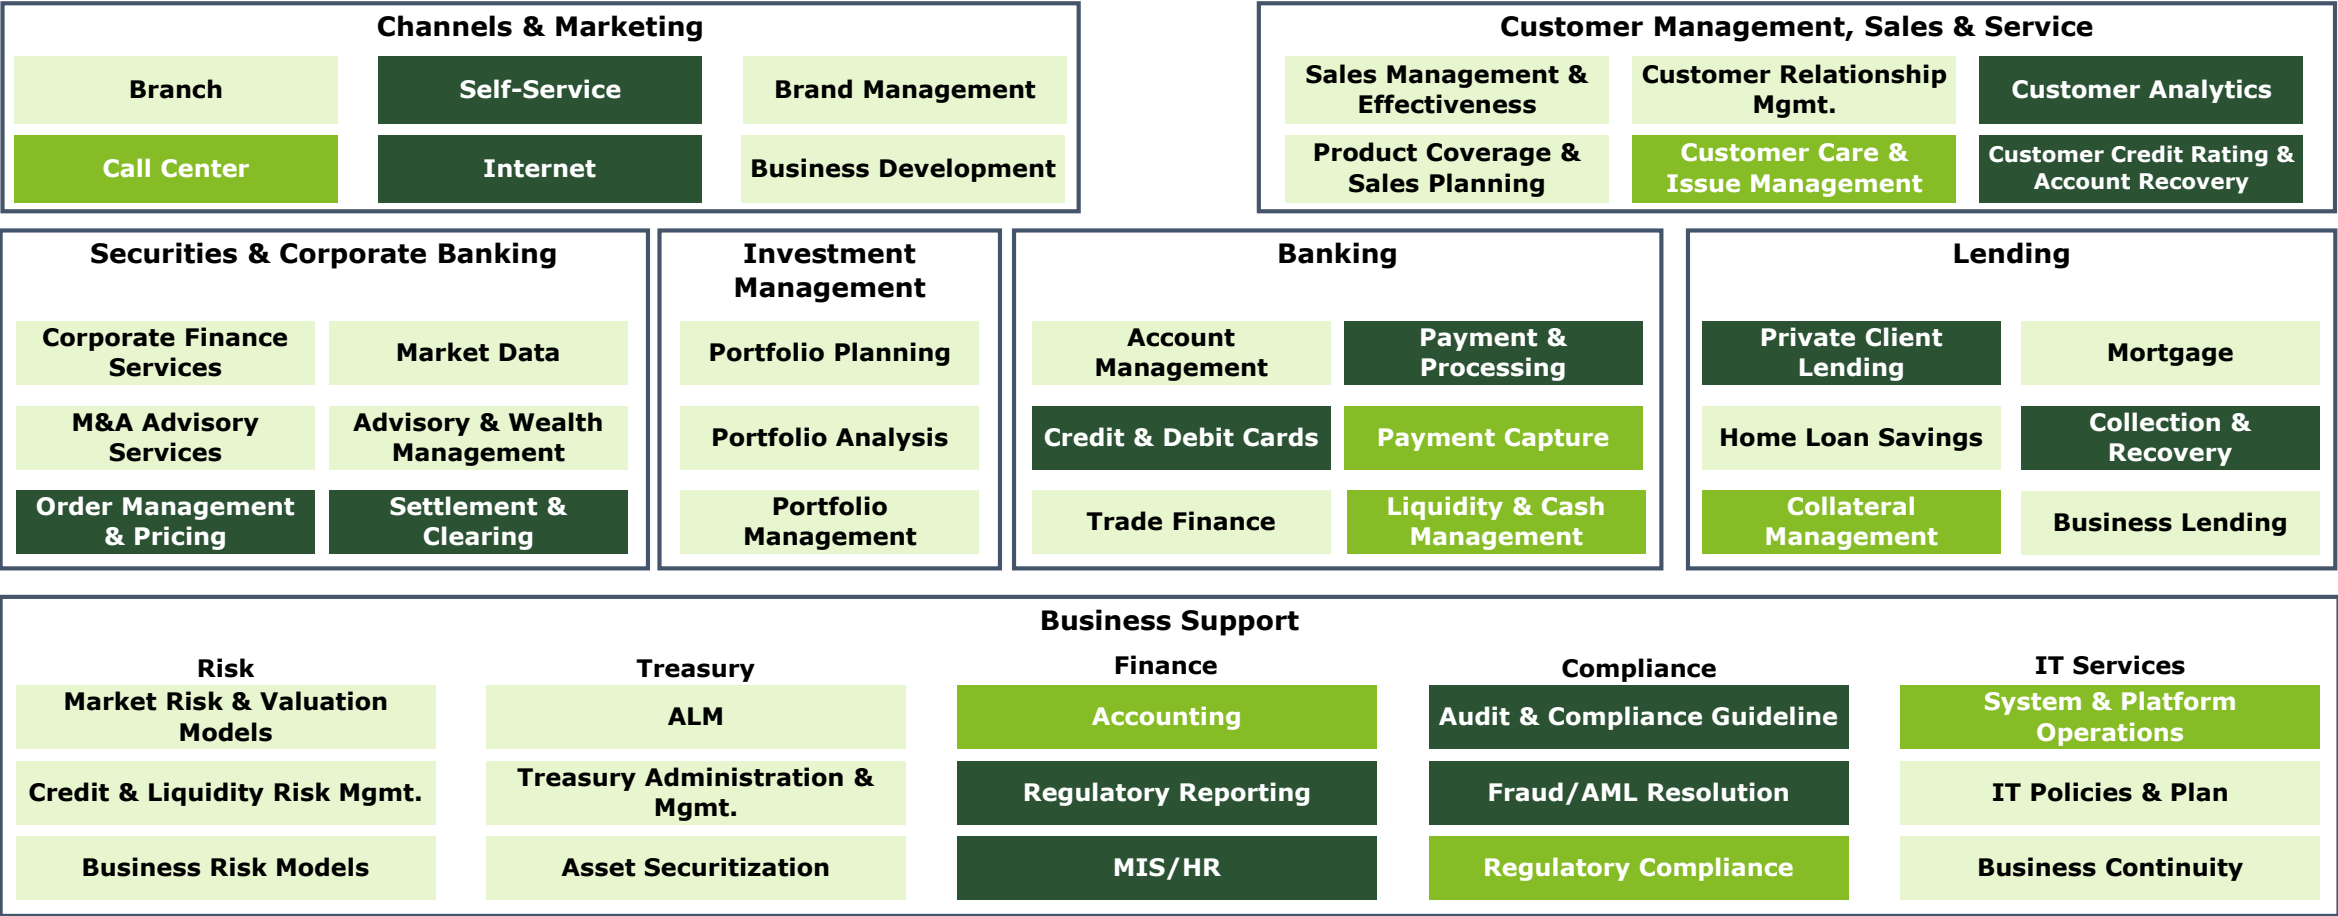 Channels & Marketing
Branch
Self-Service
Brand Management
Call Center
Internet
Business Development
Customer Management, Sales & Service
Sales Management &
Effectiveness
Customer Relationship
Mgmt.
Customer Analytics
Product Coverage &
Sales Planning
Customer Care &
Issue Management
Customer Credit Rating &
Account Recovery
Securities & Corporate Banking
Corporate Finance
Services
Market Data
M&A Advisory
Services
Advisory & Wealth
Management
Order Management
& Pricing
Settlement &
Clearing
Investment
Management
Portfolio Planning
Portfolio Analysis
Portfolio
Management
Banking
Account
Management
Payment &
Processing
Credit & Debit Cards
Payment Capture
Trade Finance
Liquidity & Cash
Management
Lending
Private Client
Lending
Mortgage
Home Loan Savings
Collection &
Recovery
Collateral
Management
Business Lending
Business Support
Risk
Market Risk & Valuation
Models
Credit & Liquidity Risk Mgmt.
Business Risk Models
Treasury
ALM
Treasury Administration &
Mgmt.
Asset Securitization
Finance
Accounting
Regulatory Reporting
MIS/HR
Compliance
Audit & Compliance Guideline
Fraud/AML Resolution
Regulatory Compliance
IT Services
System & Platform
Operations
IT Policies & Plan
Business Continuity